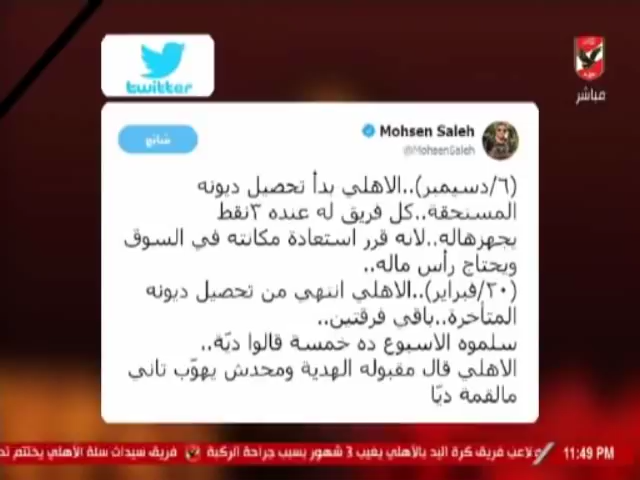 twitter
مباشر
Mohsen Saleh
@MohsenSaleh
شائع
(٦/دسيمبر)..الاهلي بدأ تحصيل ديونه
المستحقة..كل فريق له عنده ٣نقط
يجهزهاله..لانه قرر استعادة مكانته في السوق
ويحتاج رأس ماله..
(٢٠/فبراير)..الاهلي انتهي من تحصيل ديونه
المتأخرة..باقي فرقتين..
سلموه الاسبوع ده خمسة قالوا ديّة..
الاهلي قال مقبوله الهدية ومحدش يهوّب تاني
مالقمة ديّا
لاعب فريق كرة اليد بالأهلي يغيب 3 شهور بسبب جراحة الركبة
فريق سيدات سلة الأهلي يختتم
11:49 PM